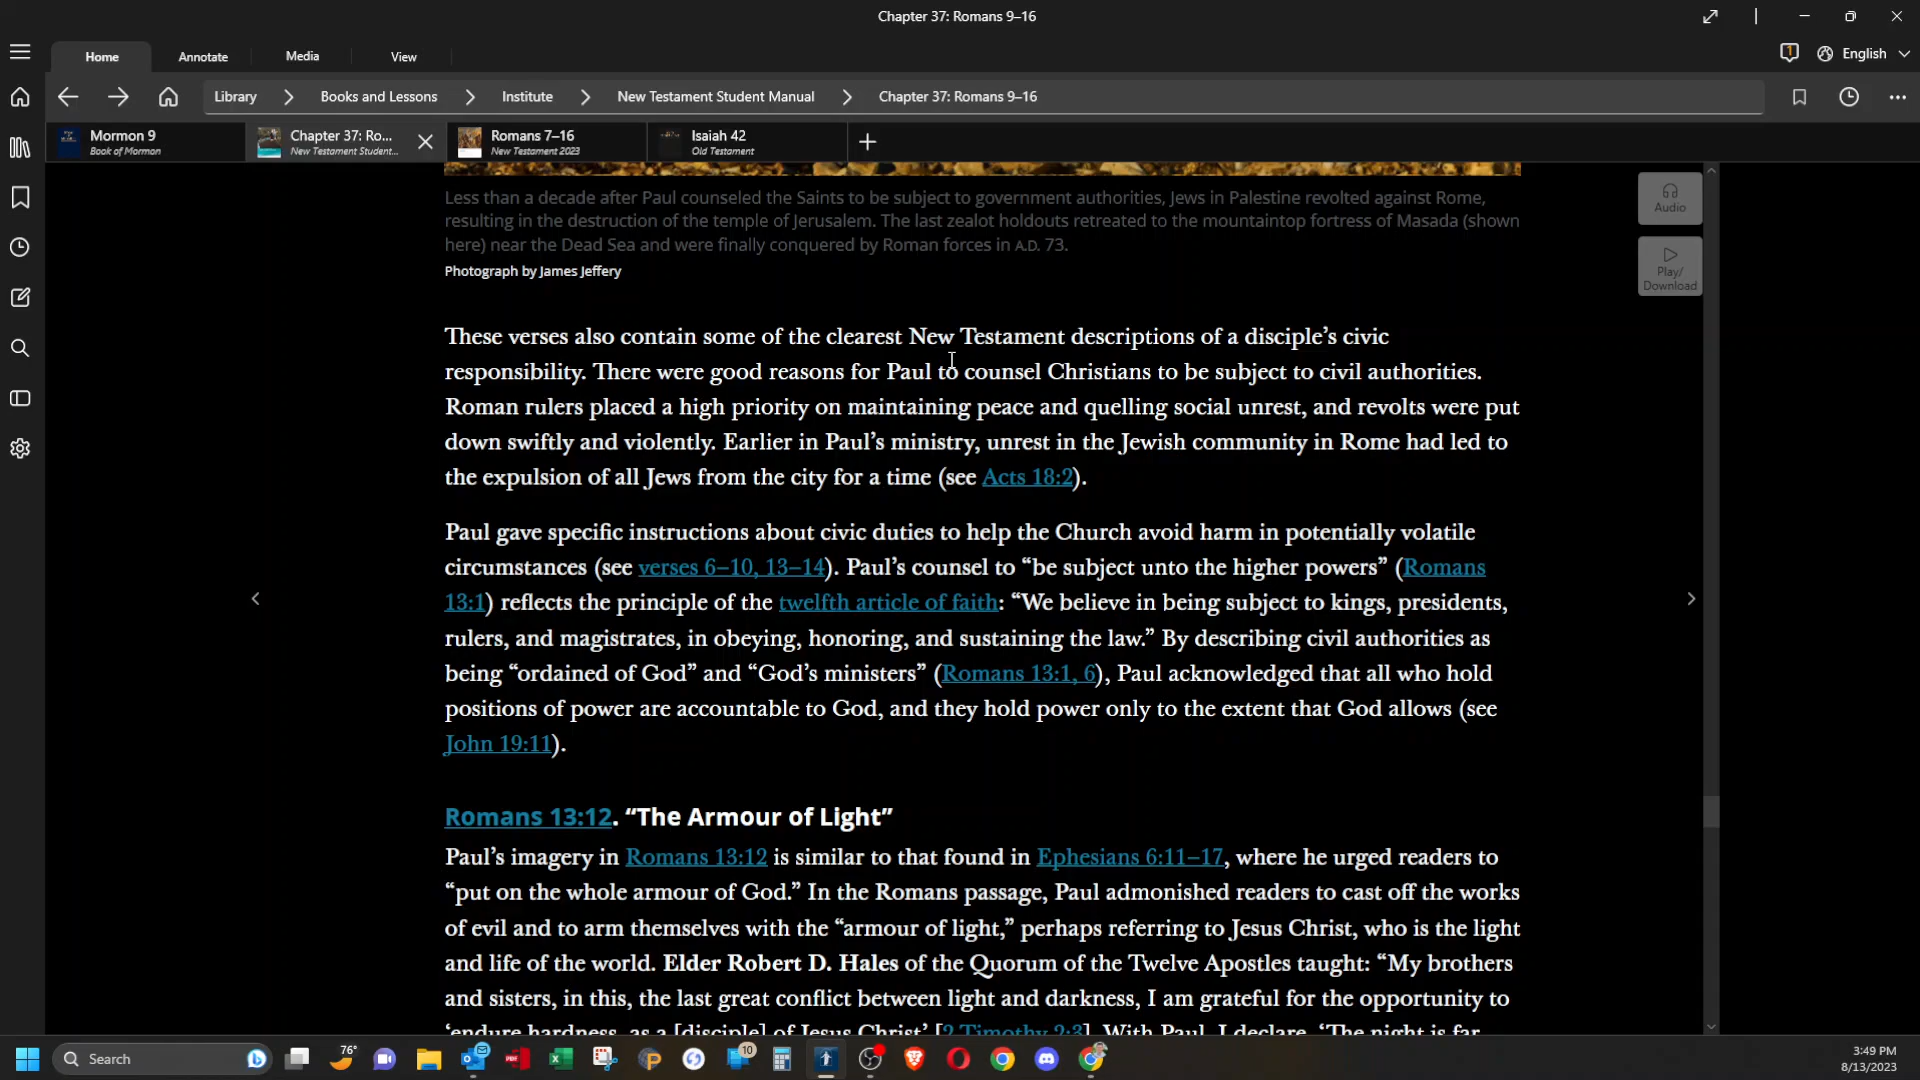 Chapter 37: Romans 9–16
Home
Annotate
Media
View
1
English
Library
Books and Lessons
Institute
New Testament Student Manual
Chapter 37: Romans 9–16
Mormon 9
Book of Mormon
Chapter 37: Ro...
New Testament Student...
Romans 7–16
New Testament 2023
Isaiah 42
Old Testament
Less than a decade after Paul counseled the Saints to be subject to government authorities, Jews in Palestine revolted against Rome,
resulting in the destruction of the temple of Jerusalem. The last zealot holdouts retreated to the mountaintop fortress of Masada (shown
here) near the Dead Sea and were finally conquered by Roman forces in A.D. 73.
Photograph by James Jeffery
Audio
Play/
Download
These verses also contain some of the clearest New Testament descriptions of a disciple’s civic
responsibility. There were good reasons for Paul to counsel Christians to be subject to civil authorities.
Roman rulers placed a high priority on maintaining peace and quelling social unrest, and revolts were put
down swiftly and violently. Earlier in Paul’s ministry, unrest in the Jewish community in Rome had led to
the expulsion of all Jews from the city for a time (see Acts 18:2).
Paul gave specific instructions about civic duties to help the Church avoid harm in potentially volatile
circumstances (see verses 6–10, 13–14). Paul’s counsel to “be subject unto the higher powers” (Romans
13:1) reflects the principle of the twelfth article of faith: “We believe in being subject to kings, presidents,
rulers, and magistrates, in obeying, honoring, and sustaining the law.” By describing civil authorities as
being “ordained of God” and “God’s ministers” (Romans 13:1, 6), Paul acknowledged that all who hold
positions of power are accountable to God, and they hold power only to the extent that God allows (see
John 19:11).
Romans 13:12. “The Armour of Light”
Paul’s imagery in Romans 13:12 is similar to that found in Ephesians 6:11–17, where he urged readers to
“put on the whole armour of God.” In the Romans passage, Paul admonished readers to cast off the works
of evil and to arm themselves with the “armour of light,” perhaps referring to Jesus Christ, who is the light
and life of the world. Elder Robert D. Hales of the Quorum of the Twelve Apostles taught: “My brothers
and sisters, in this, the last great conflict between light and darkness, I am grateful for the opportunity to
‘endure hardness, as a [disciple] of Jesus Christ’ [2 Timothy 2:3]. With Paul, I declare, ‘The night is far
Search
76°
PDF
10
3:49 PM
8/13/2023